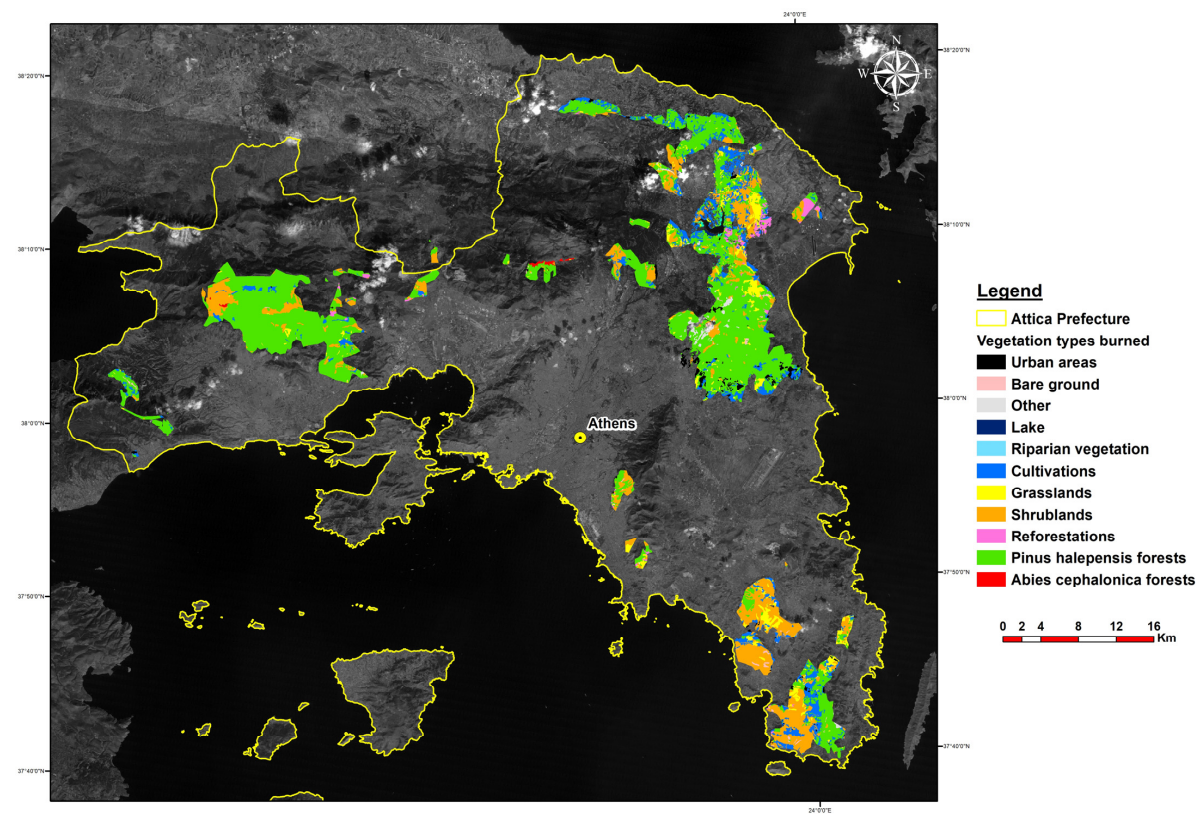 24°0'0"E
38°20'0"N
38°20'0"N
N
W E
S
38°10'0"N
38°10'0"N
38°0'0"N
38°0'0"N
Athens
37°50'0"N
37°50'0"N
37°40'0"N
37°40'0"N
24°0'0"E
Legend
Attica Prefecture
Vegetation types burned
Urban areas
Bare ground
Other
Lake
Riparian vegetation
Cultivations
Grasslands
Shrublands
Reforestations
Pinus halepensis forests
Abies cephalonica forests
0 2 4 8 12 16
Km